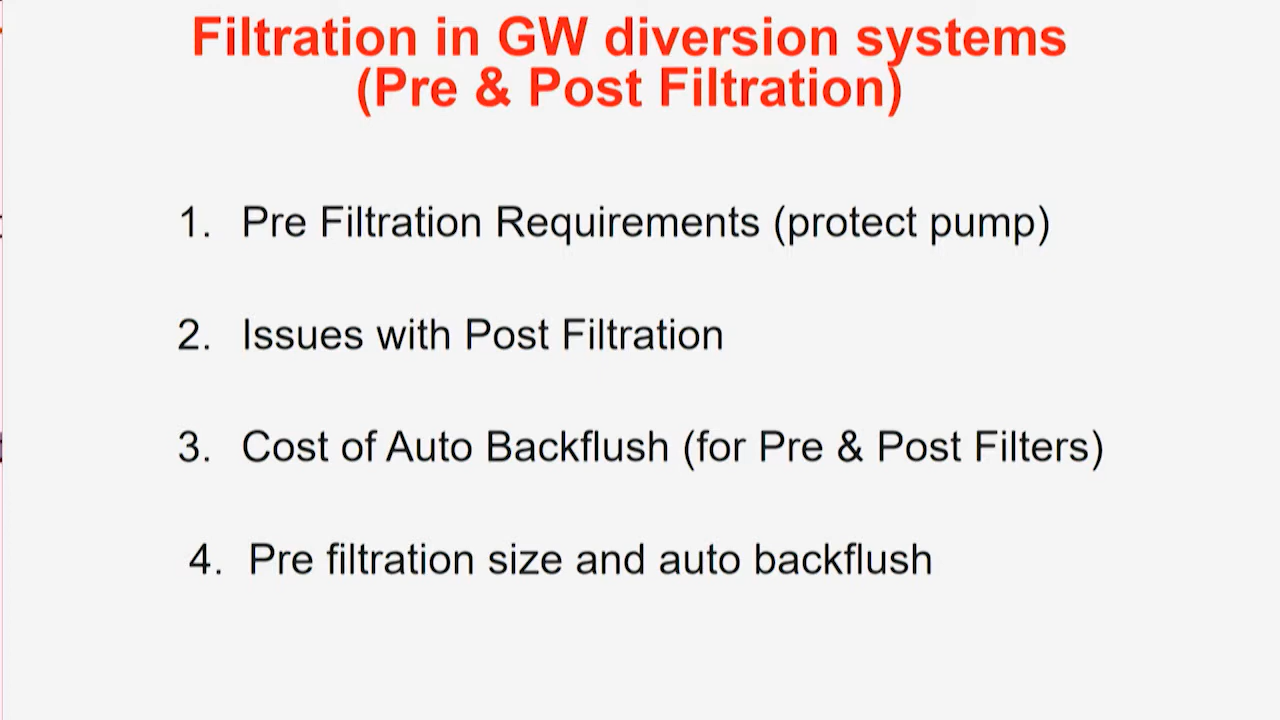 Filtration in GW diversion systems
(Pre & Post Filtration)
1. Pre Filtration Requirements (protect pump)
2. Issues with Post Filtration
3. Cost of Auto Backflush (for Pre & Post Filters)
4. Pre filtration size and auto backflush